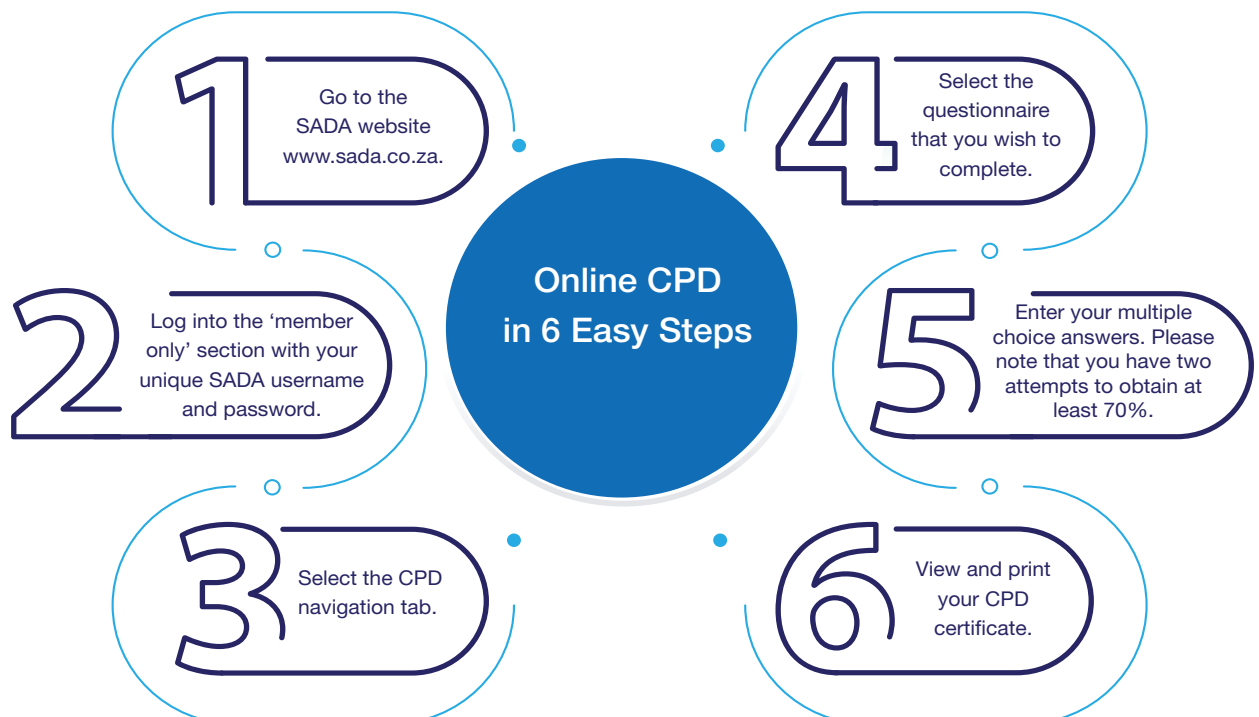 Online CPD
in 6 Easy Steps
1
Go to the
SADA website
www.sada.co.za.
2
Log into the ‘member
only’ section with your
unique SADA username
and password.
3
Select the CPD
navigation tab.
4
Select the
questionnaire
that you wish to
complete.
5
Enter your multiple
choice answers. Please
note that you have two
attempts to obtain at
least 70%.
6
View and print
your CPD
certificate.